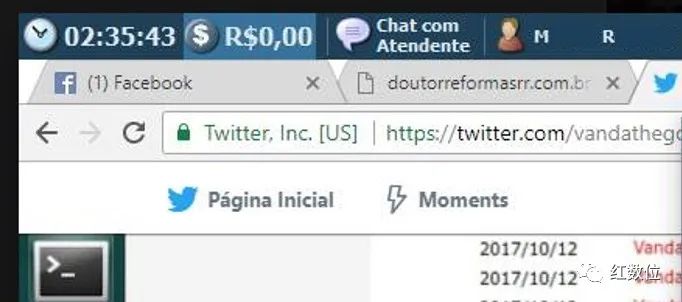 02:35:43 $ R$0,00 Chat com Atendente M R
(1) Facebook doutorreformasrr.com.br
Twitter, Inc. [US] https://twitter.com/vandathego
Página Inicial Moments
>_
2017/10/12 Vanda
2017/10/12 Vanda
红数位